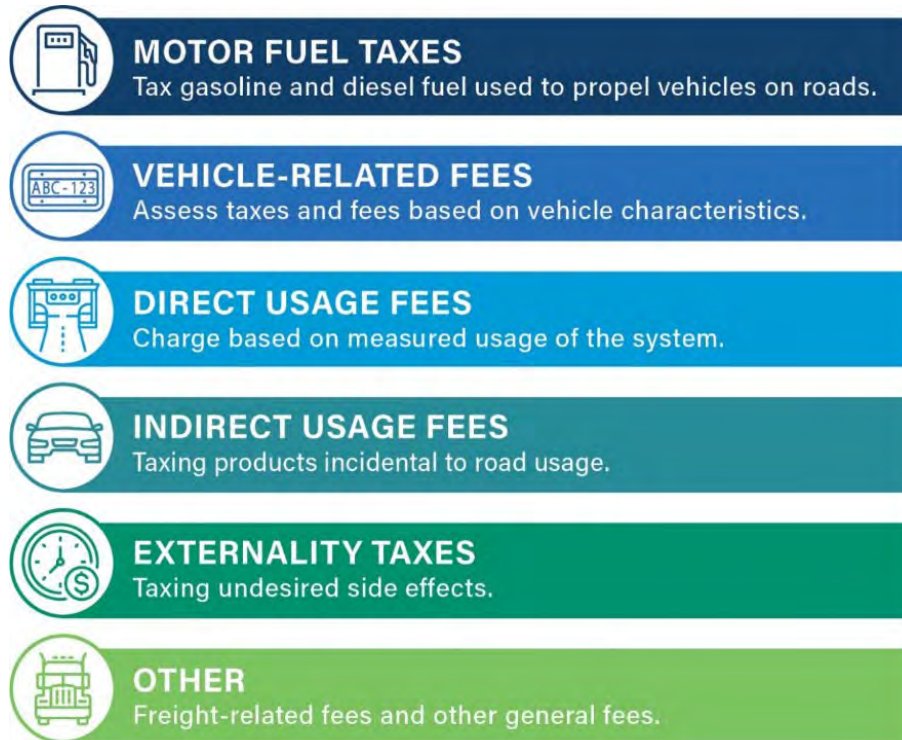 MOTOR FUEL TAXES
Tax gasoline and diesel fuel used to propel vehicles on roads.
ABC-123
VEHICLE-RELATED FEES
Assess taxes and fees based on vehicle characteristics.
DIRECT USAGE FEES
Charge based on measured usage of the system.
INDIRECT USAGE FEES
Taxing products incidental to road usage.
EXTERNALITY TAXES
Taxing undesired side effects.
$
OTHER
Freight-related fees and other general fees.